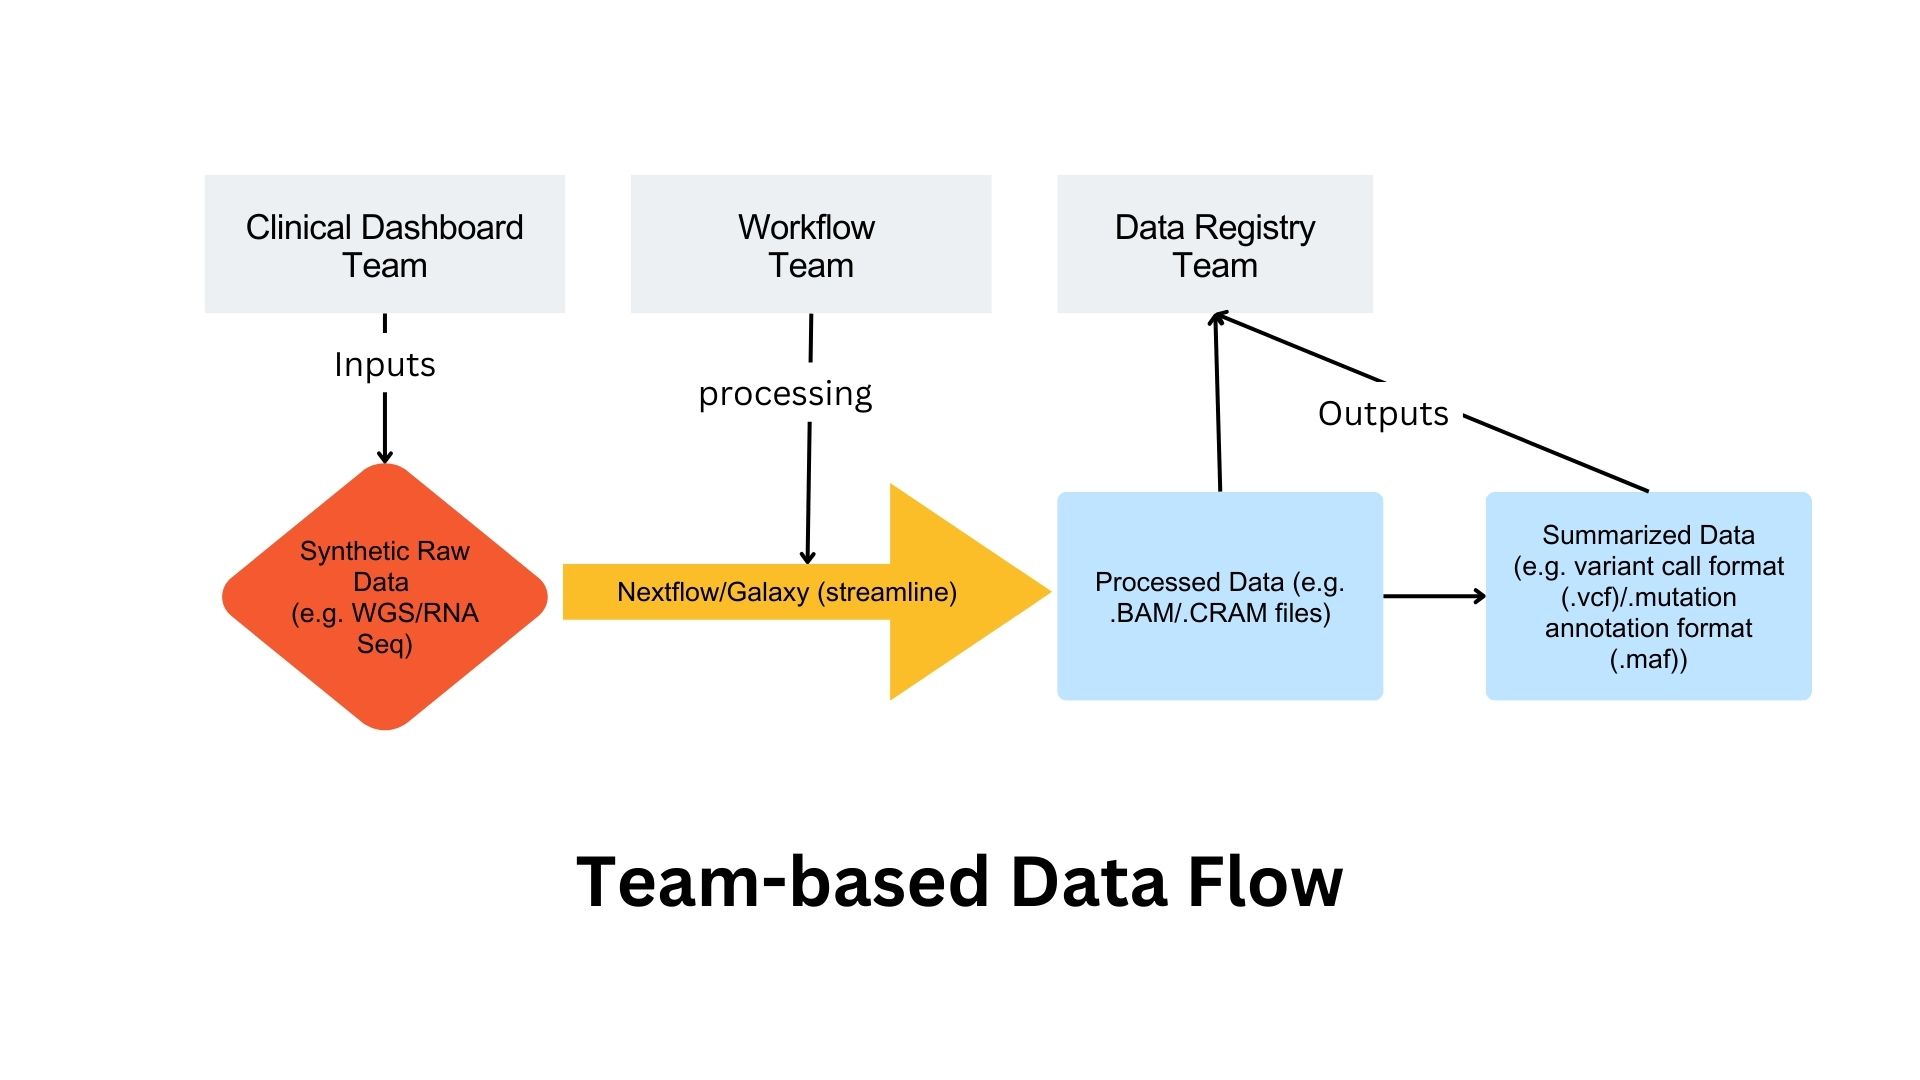 Clinical Dashboard
Team
Workflow
Team
Data Registry
Team
Inputs
processing
Outputs
Synthetic Raw
Data
(e.g. WGS/RNA
Seq)
Nextflow/Galaxy (streamline)
Processed Data (e.g.
.BAM/.CRAM files)
Summarized Data
(e.g. variant call format
(.vcf)/.mutation
annotation format
(.maf))
Team-based Data Flow